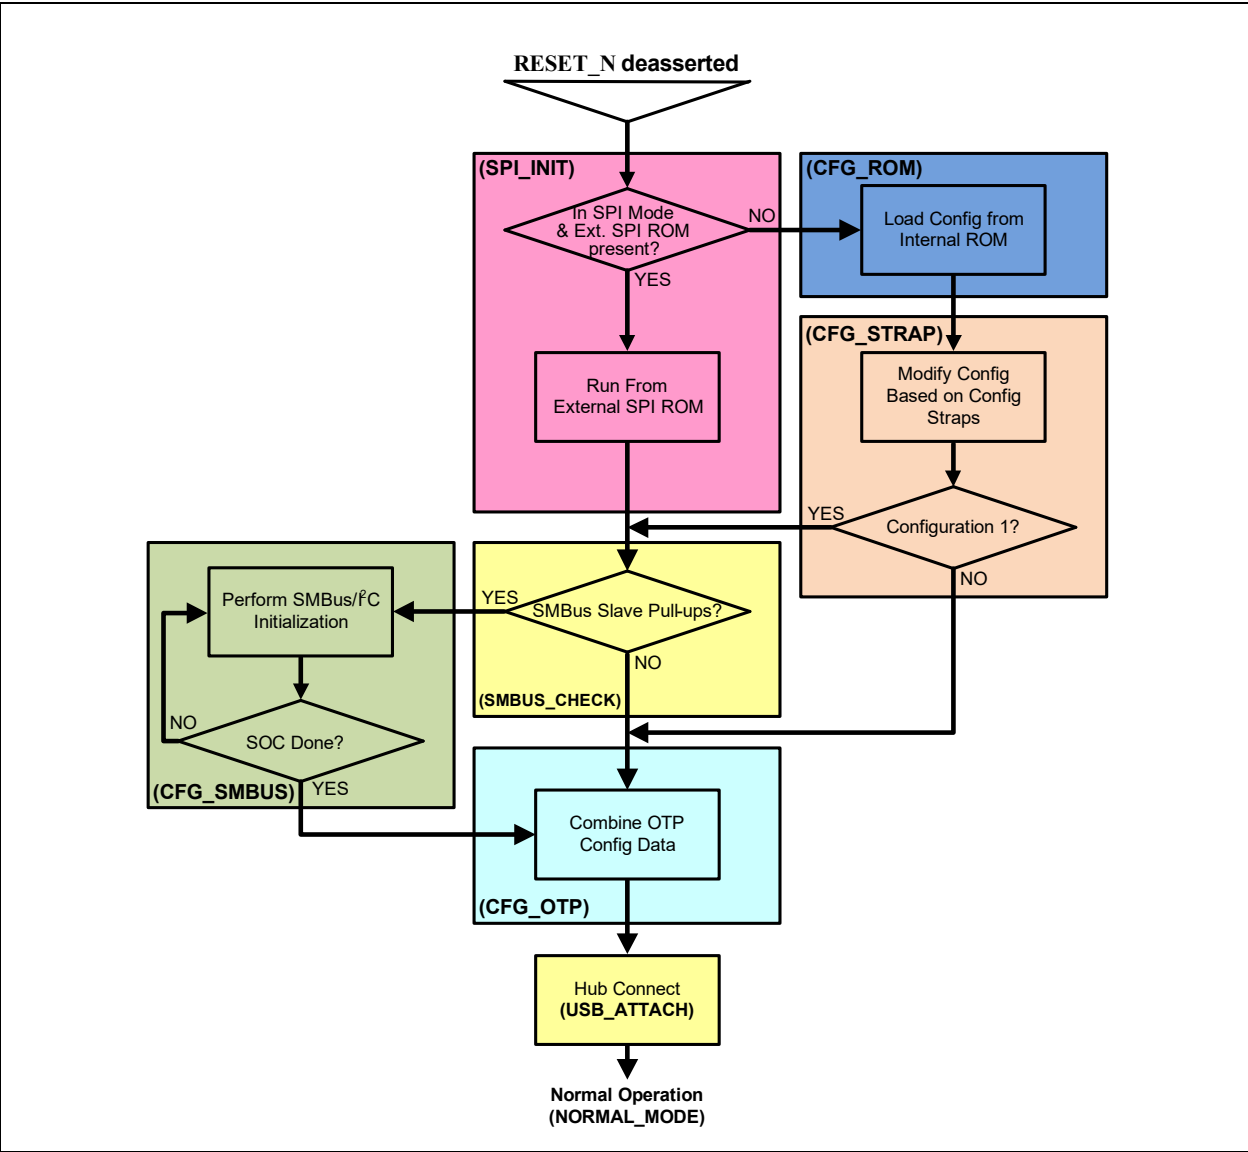 RESET_N deasserted
(SPI_INIT)
In SPI Mode
& Ext. SPI ROM
present?
NO
YES
Run From
External SPI ROM
(CFG_ROM)
Load Config from
Internal ROM
(CFG_STRAP)
Modify Config
Based on Config
Straps
Configuration 1?
YES
NO
SMBus Slave Pull-ups?
YES
NO
(SMBUS_CHECK)
Perform SMBus/I²C
Initialization
SOC Done?
NO
YES
(CFG_SMBUS)
Combine OTP
Config Data
(CFG_OTP)
Hub Connect
(USB_ATTACH)
Normal Operation
(NORMAL_MODE)